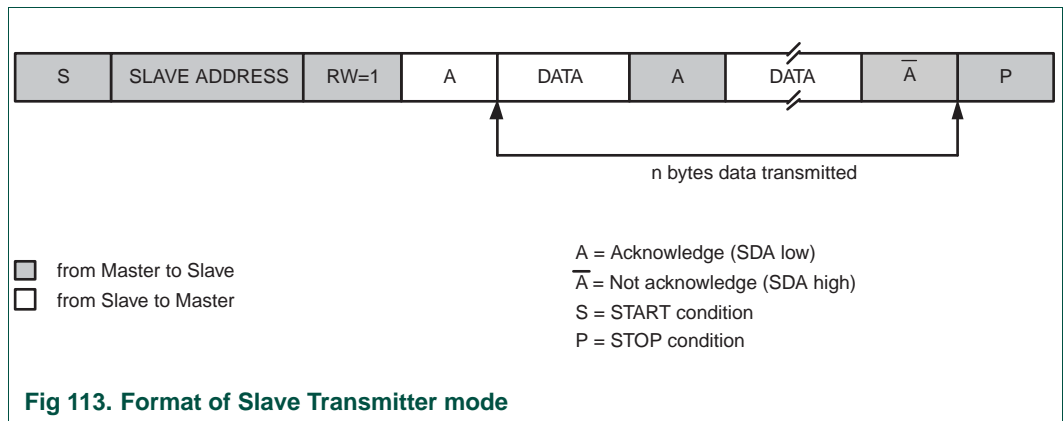 S SLAVE ADDRESS RW=1 A DATA A DATA A̅ P
n bytes data transmitted
from Master to Slave
from Slave to Master
A = Acknowledge (SDA low)
A̅ = Not acknowledge (SDA high)
S = START condition
P = STOP condition
Fig 113. Format of Slave Transmitter mode